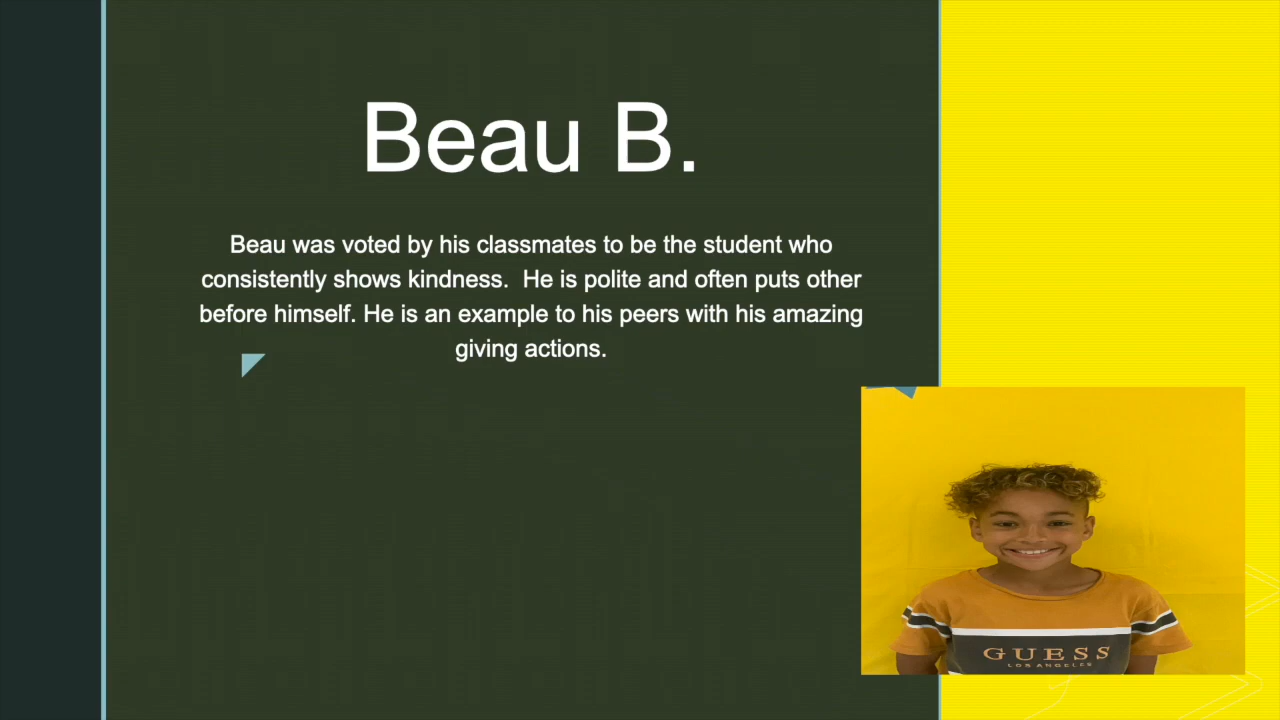 Beau B.
Beau was voted by his classmates to be the student who
consistently shows kindness.  He is polite and often puts other
before himself. He is an example to his peers with his amazing
giving actions.
GUESS
LOS ANGELES